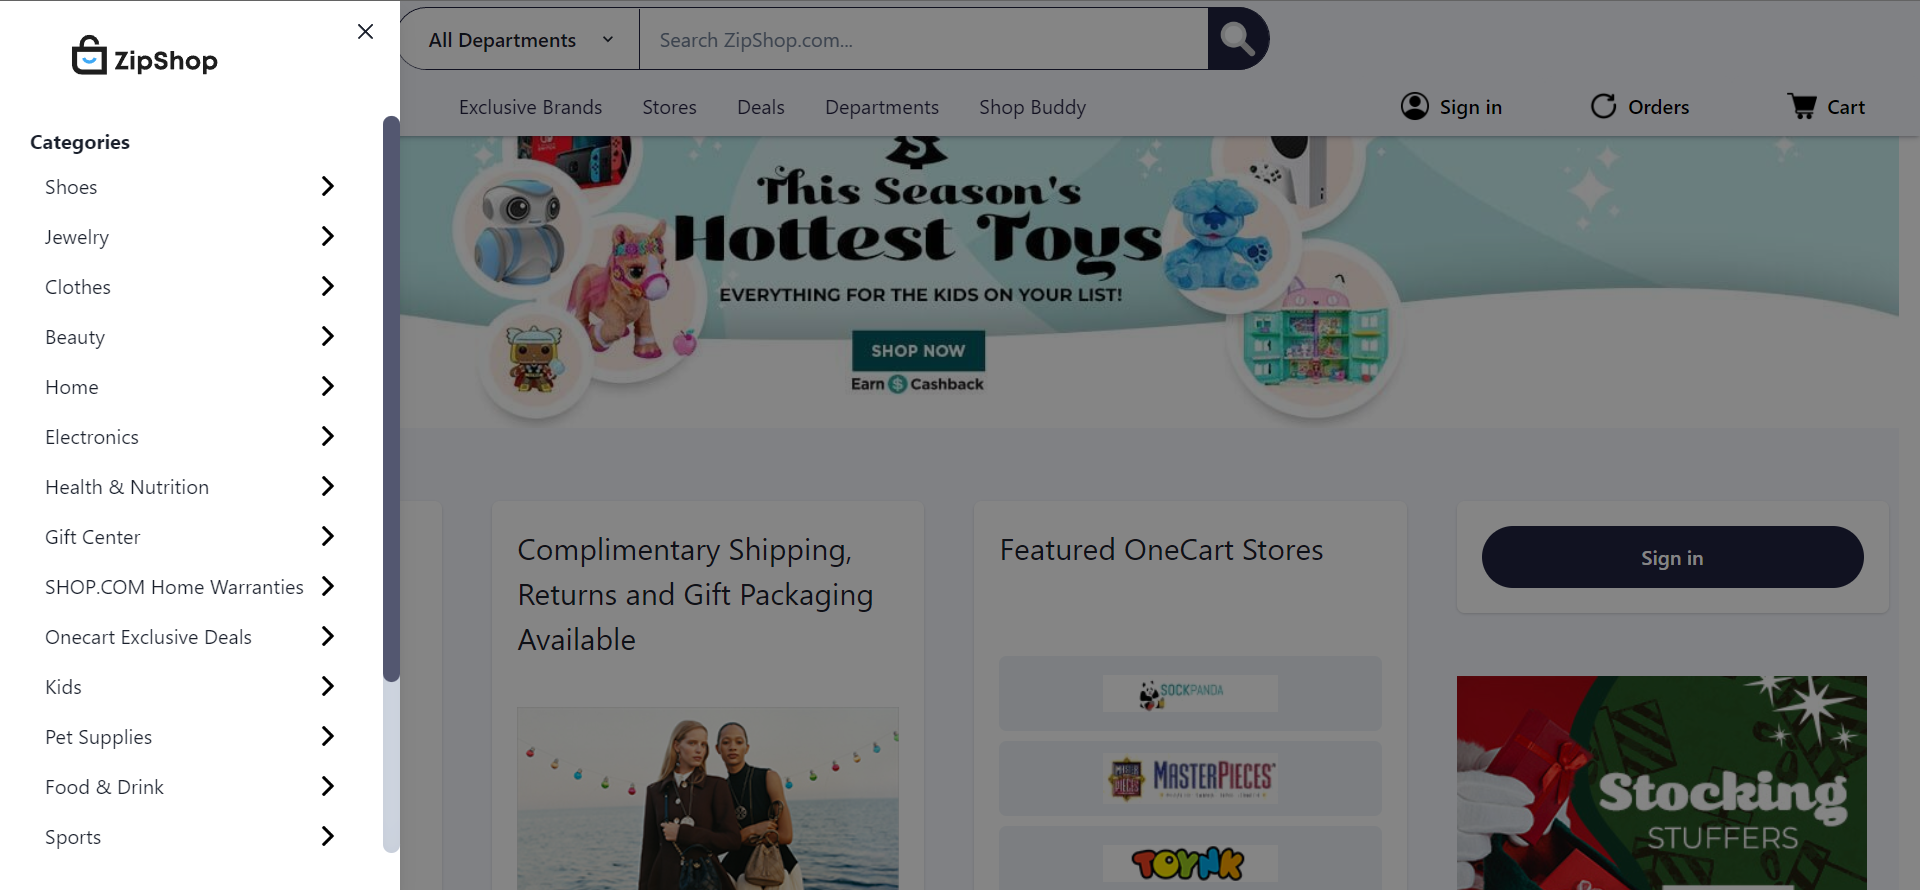 ZipShop
Categories
Shoes
Jewelry
Clothes
Beauty
Home
Electronics
Health & Nutrition
Gift Center
SHOP.COM Home Warranties
Onecart Exclusive Deals
Kids
Pet Supplies
Food & Drink
Sports
All Departments
Search ZipShop.com...
Exclusive Brands
Stores
Deals
Departments
Shop Buddy
Sign in
Orders
Cart
This Season's
Hottest Toys
EVERYTHING FOR THE KIDS ON YOUR LIST!
SHOP NOW
Earn $ Cashback
Complimentary Shipping,
Returns and Gift Packaging
Available
Featured OneCart Stores
SOCKPANDA
MASTER PIECES
MASTERPIECES
TOYNK
Sign in
Stocking
STUFFERS